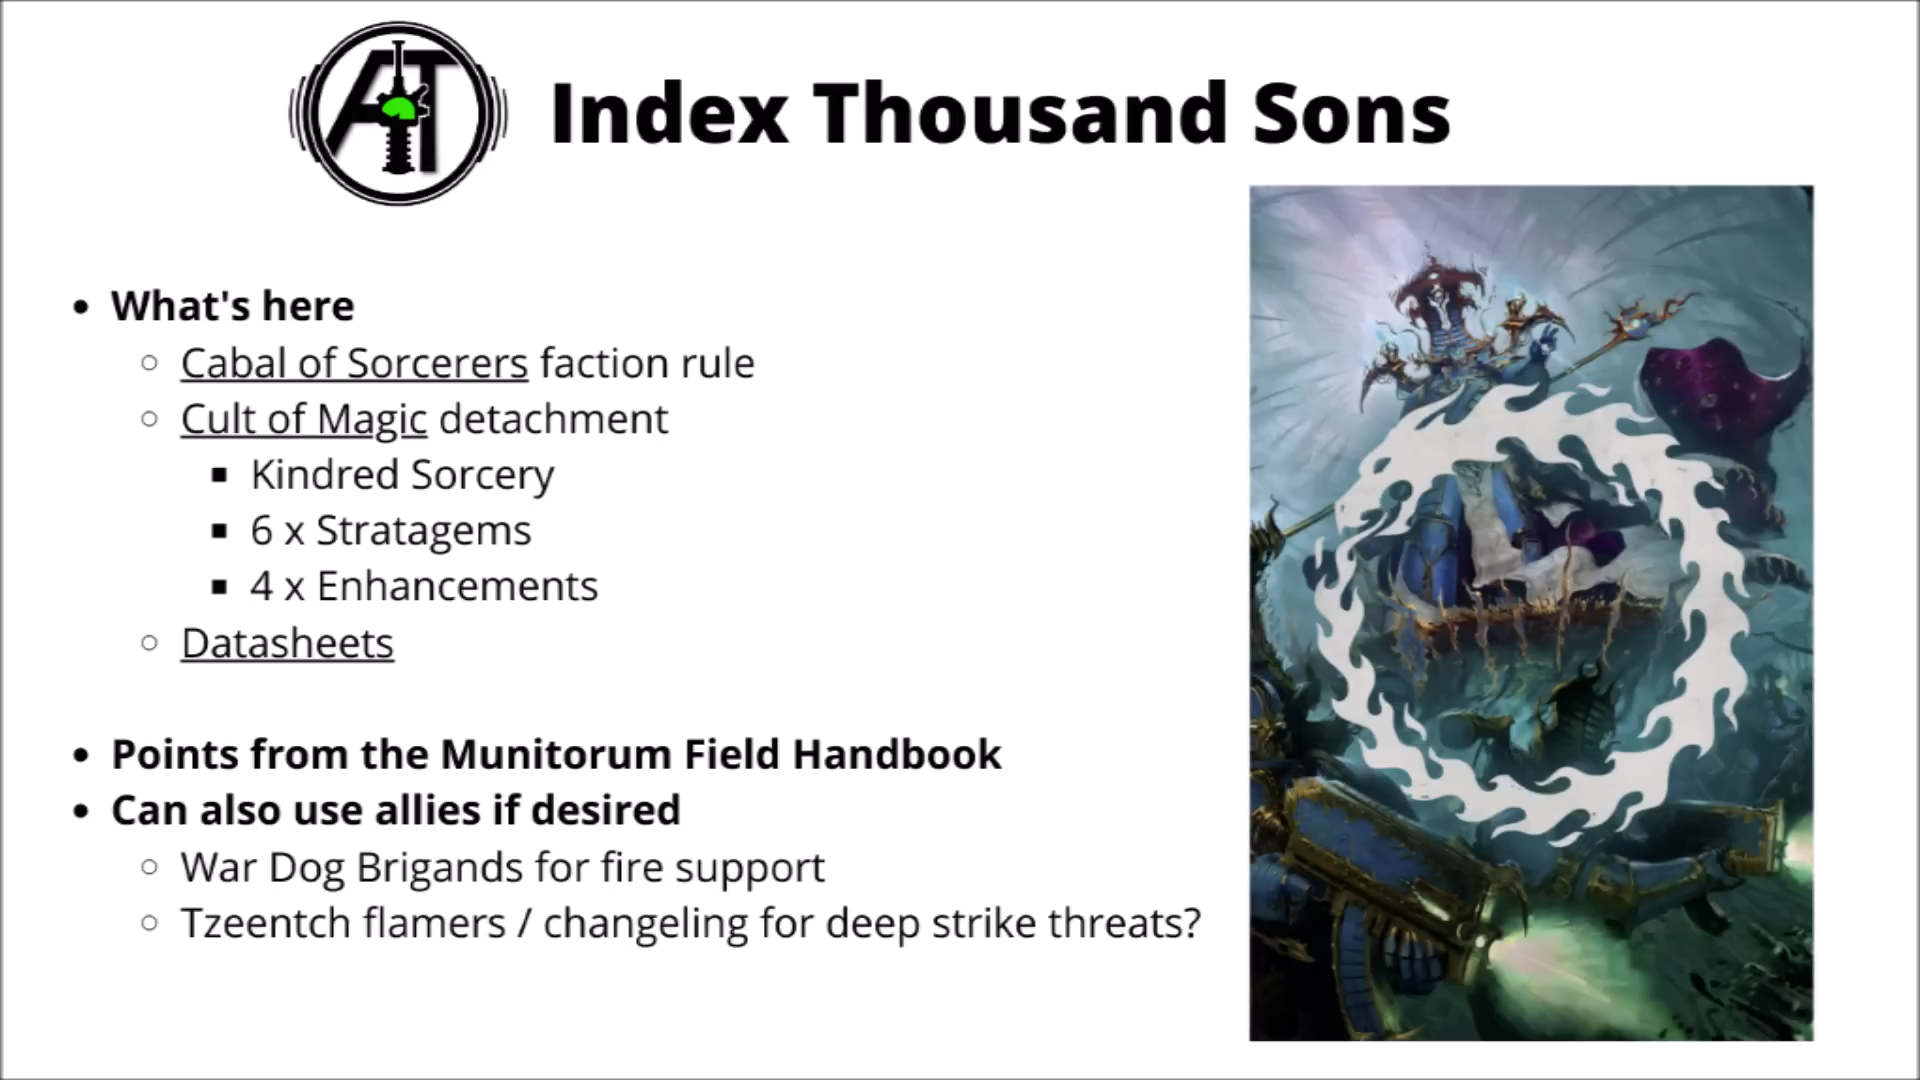 AT
Index Thousand Sons
What's here
Cabal of Sorcerers faction rule
Cult of Magic detachment
Kindred Sorcery
6 x Stratagems
4 x Enhancements
Datasheets
Points from the Munitorum Field Handbook
Can also use allies if desired
War Dog Brigands for fire support
Tzeentch flamers / changeling for deep strike threats?